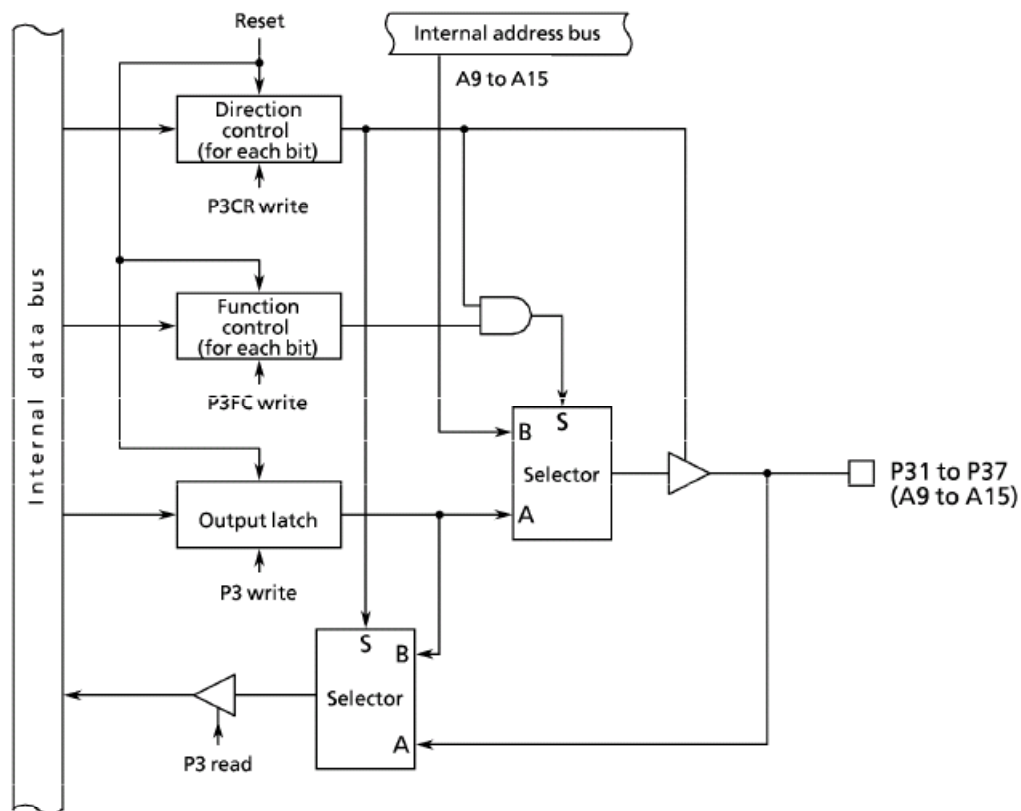 Reset
Internal address bus
A9 to A15
Direction
control
(for each bit)
P3CR write
Internal data bus
Function
control
(for each bit)
P3FC write
S
B
Selector
A
P31 to P37
(A9 to A15)
Output latch
P3 write
S
B
Selector
A
P3 read